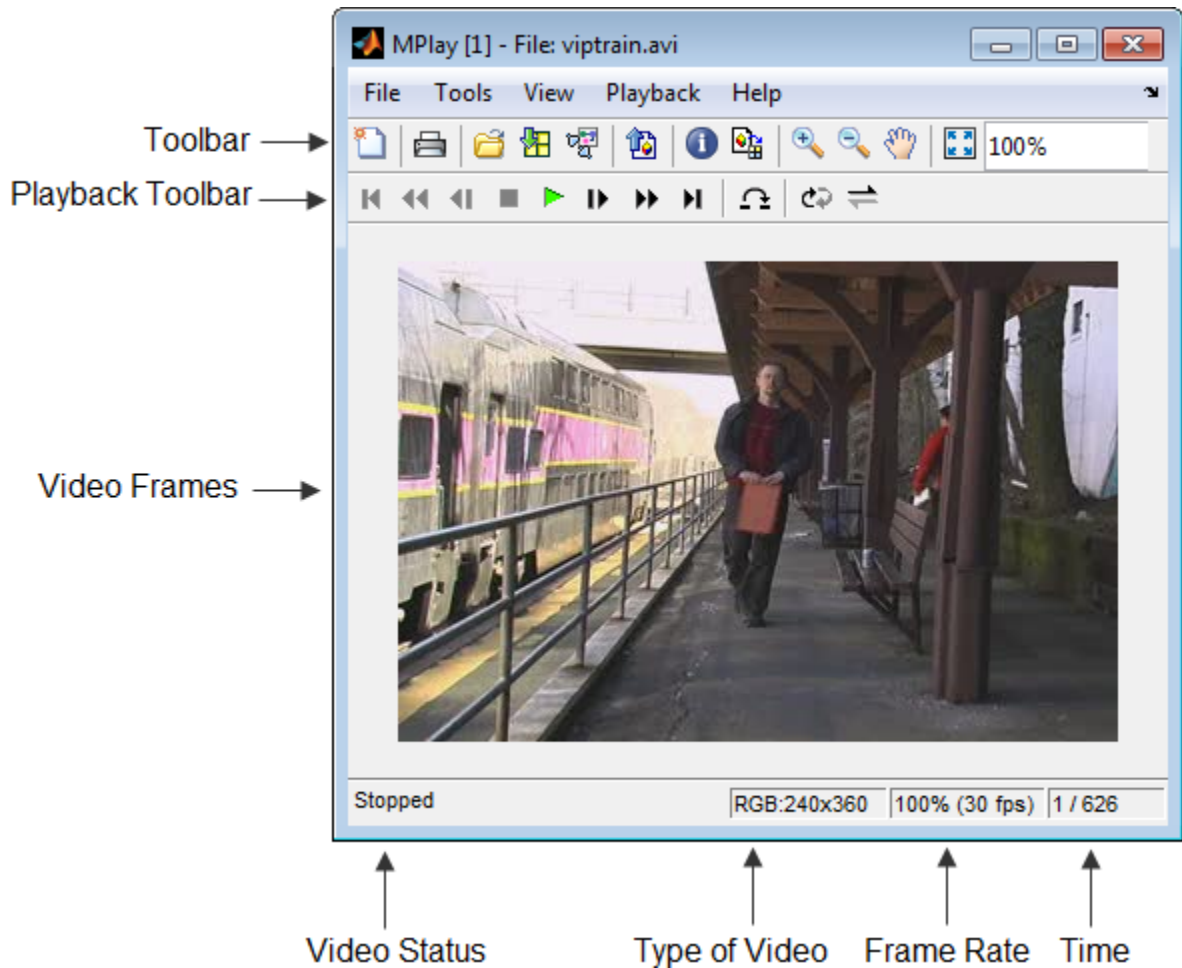 MPlay [1] - File: viptrain.avi
File Tools View Playback Help
Toolbar
100%
Playback Toolbar
Video Frames
Stopped
RGB:240x360
100% (30 fps)
1 / 626
Video Status
Type of Video
Frame Rate
Time